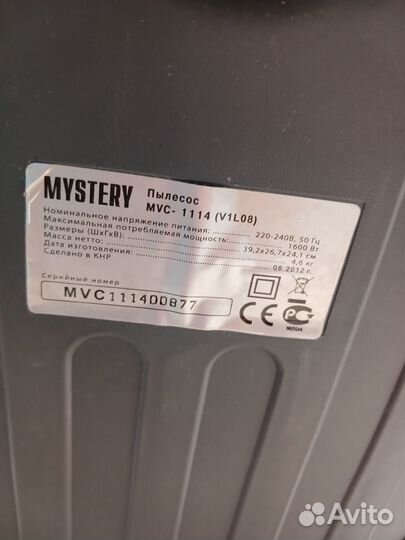 MYSTERY
Пылесос
MVC- 1114 (V1L08)
Номинальное напряжение питания: 220-240В, 50 Гц
Максимальная потребляемая мощность: 1600 Вт
Размеры (ШхГхВ): 39,2x26,7x24,1 см
Масса нетто: 4,6 кг
Дата изготовления: 08.2012 г.
Сделано в КНР
Серийный номер
MVC111400877
CE
МЛ04
Avito